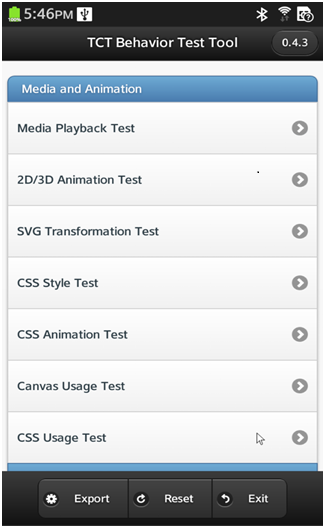 5:46PM
TCT Behavior Test Tool 0.4.3
Media and Animation
Media Playback Test
2D/3D Animation Test
SVG Transformation Test
CSS Style Test
CSS Animation Test
Canvas Usage Test
CSS Usage Test
Export Reset Exit